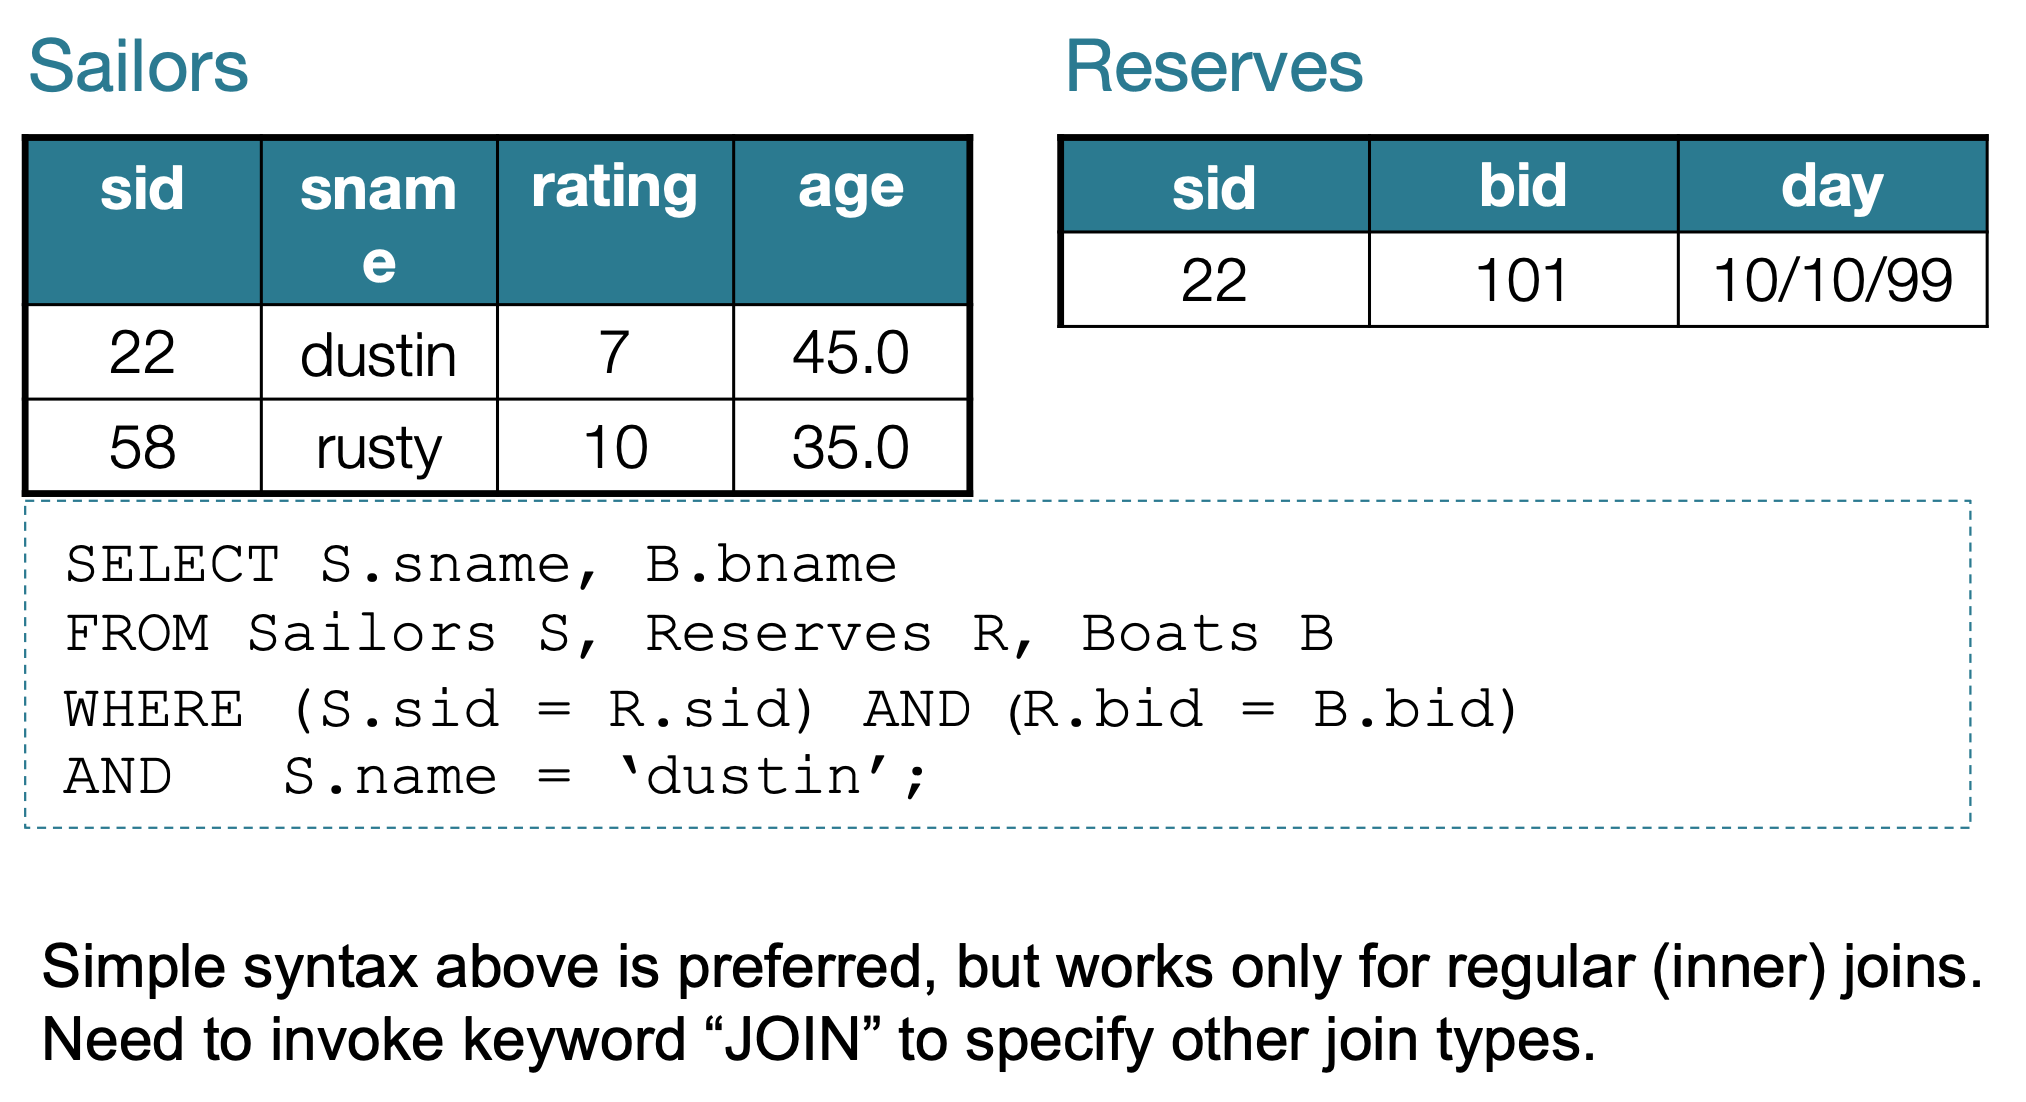 Sailors
Reserves
sid snam rating age
e
22 dustin 7 45.0
58 rusty 10 35.0
sid bid day
22 101 10/10/99
SELECT S.sname, B.bname
FROM Sailors S, Reserves R, Boats B
WHERE (S.sid = R.sid) AND (R.bid = B.bid)
AND S.name = ‘dustin’;
Simple syntax above is preferred, but works only for regular (inner) joins.
Need to invoke keyword “JOIN” to specify other join types.